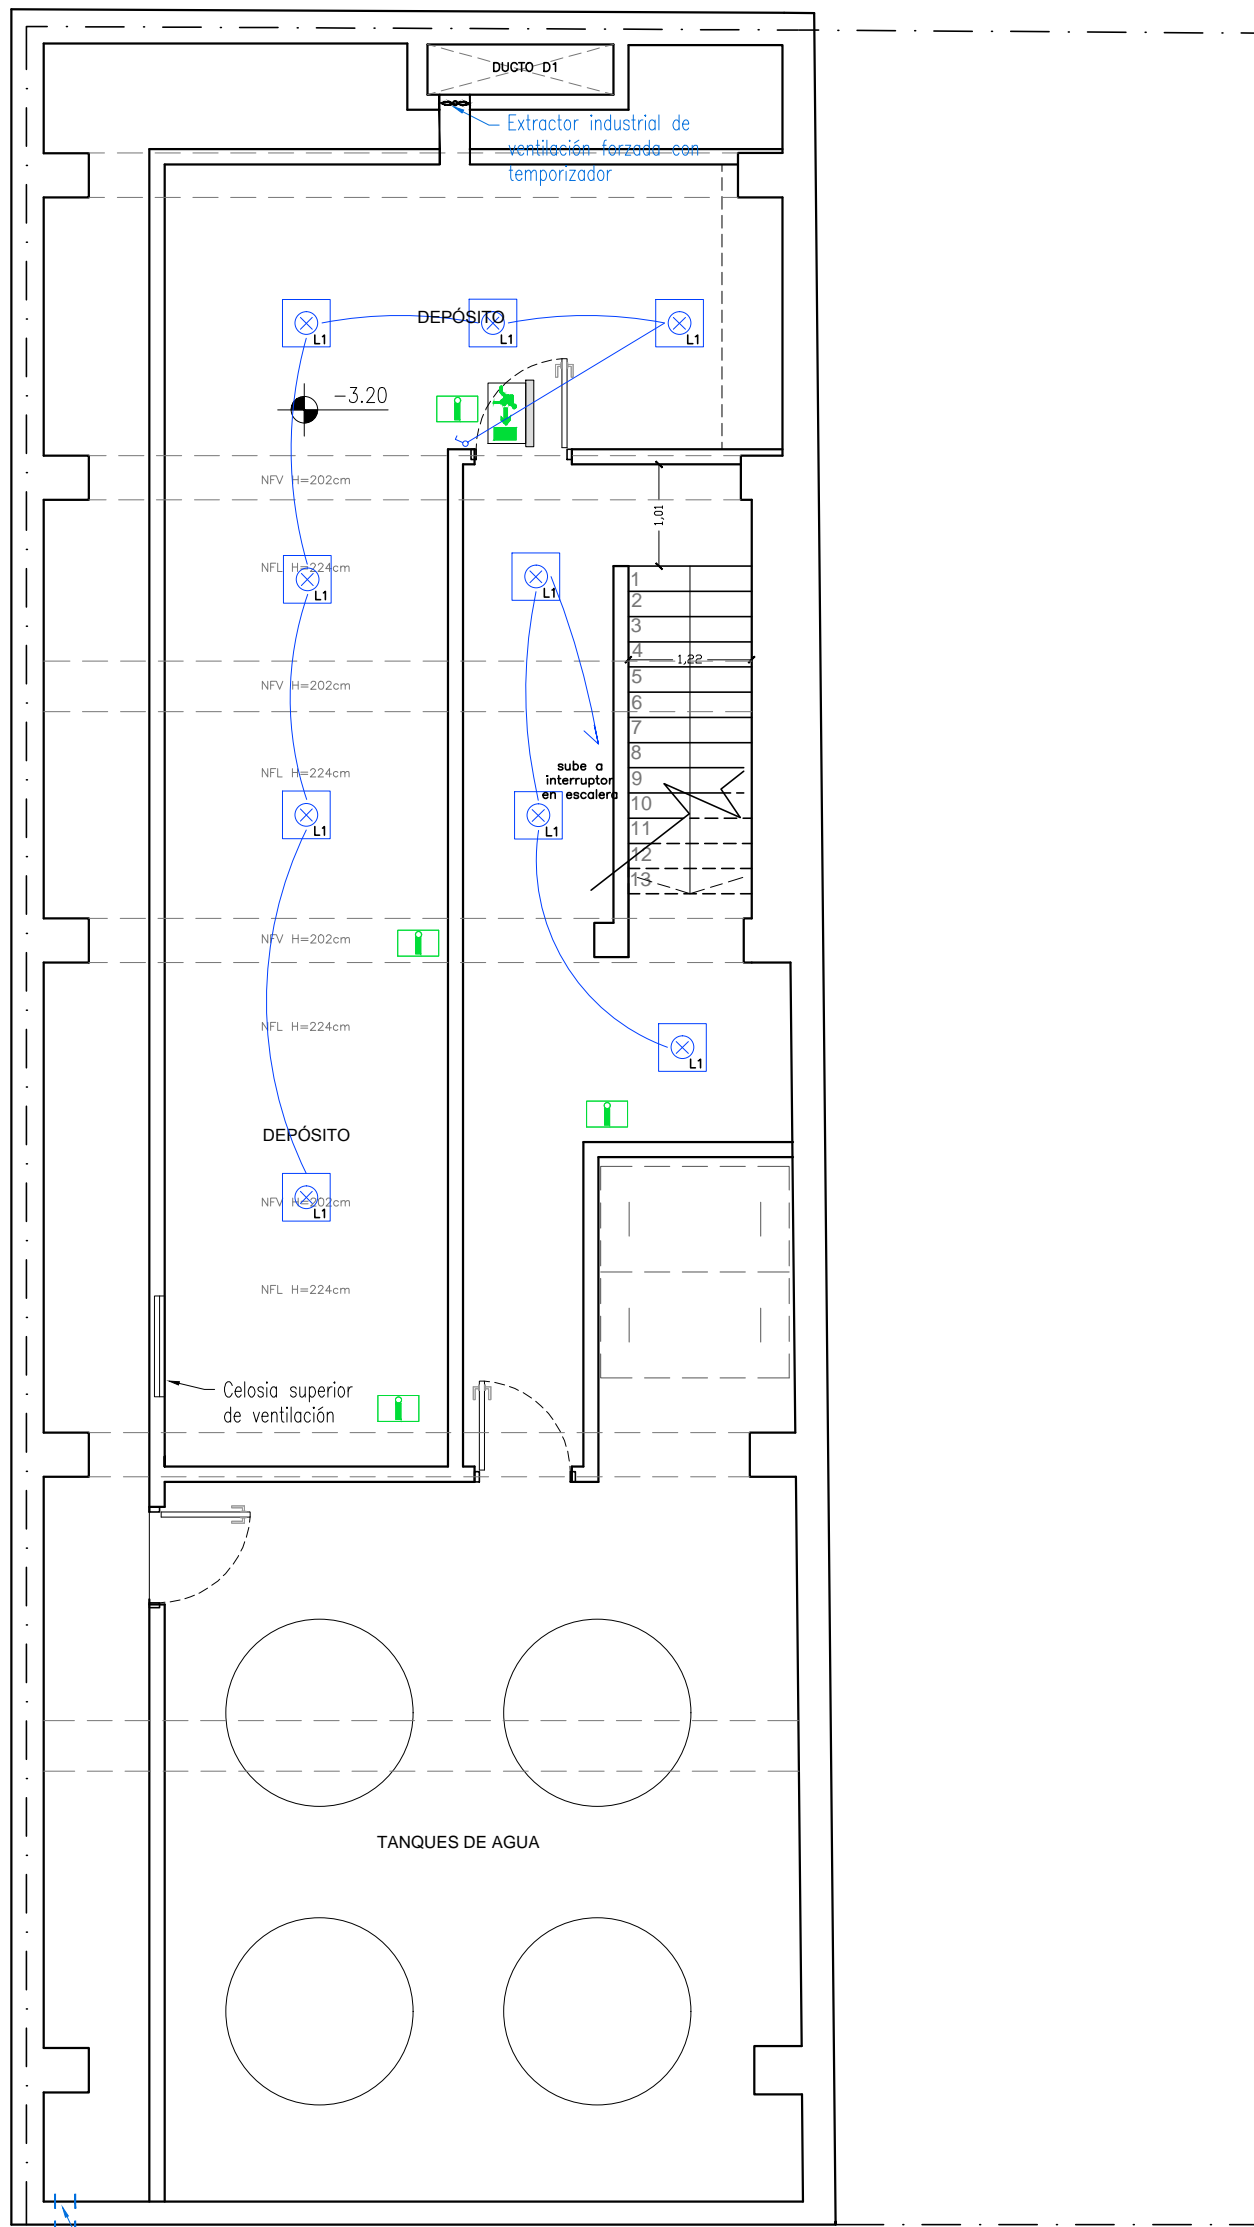 DUCTO D1
Extractor industrial de
ventilación forzada con
temporizador
DEPÓSITO
L1
L1
L1
-3.20
NFV H=202cm
1,01
NFL H=224cm
L1
L1
1
2
3
4
1,22
5
6
7
8
9
10
11
12
13
NFV H=202cm
sube a
interruptor
en escalera
NFL H=224cm
L1
L1
NFV H=202cm
NFL H=224cm
L1
DEPÓSITO
NFV H=202cm
L1
NFL H=224cm
Celosia superior
de ventilación
TANQUES DE AGUA